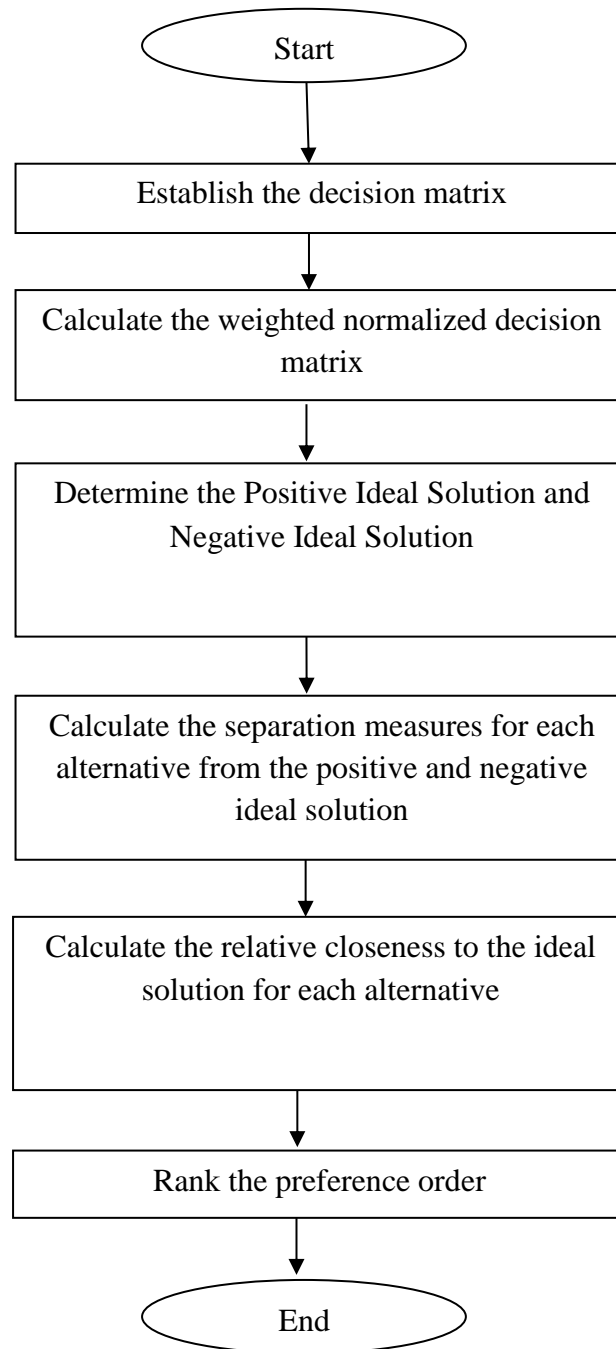 Start
Establish the decision matrix
Calculate the weighted normalized decision
matrix
Determine the Positive Ideal Solution and
Negative Ideal Solution
Calculate the separation measures for each
alternative from the positive and negative
ideal solution
Calculate the relative closeness to the ideal
solution for each alternative
Rank the preference order
End